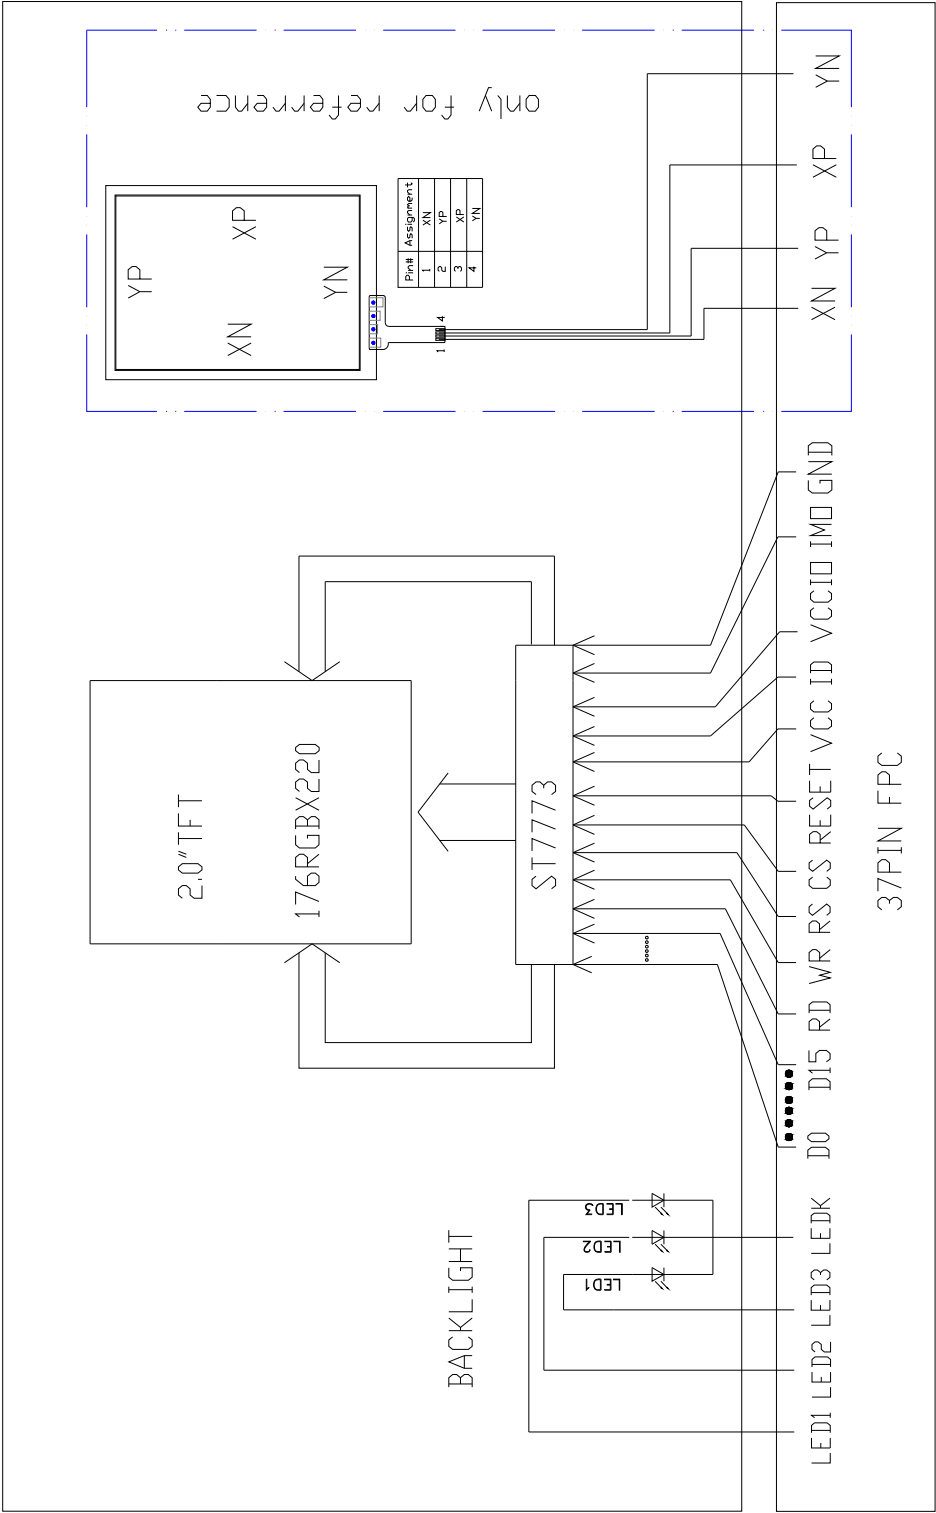 only for referrence
YP
XN
XP
YN
Pin# Assignment
1 XN
2 YP
3 XP
4 YN
1
4
2.0"TFT
176RGBX220
ST7773
BACKLIGHT
LED1
LED2
LED3
LED1 LED2 LED3 LEDK D0 D15 RD WR RS CS RESET VCC ID VCCIO IM0 GND XN YP XP YN
37PIN FPC